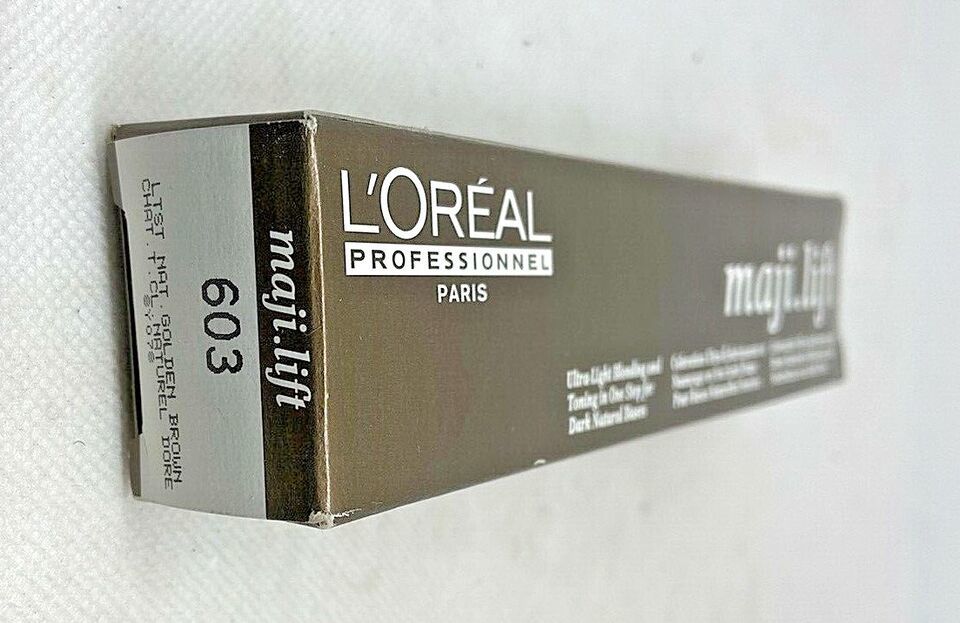 L'ORÉAL
PROFESSIONNEL
PARIS
maji.lift
Ultra Light Blending and
Toning in One Step for
Dark Natural Bases
maji.lift
603
LTST NAT. GOLDEN BROWN
CHAT. T.CL. NATUREL DORE